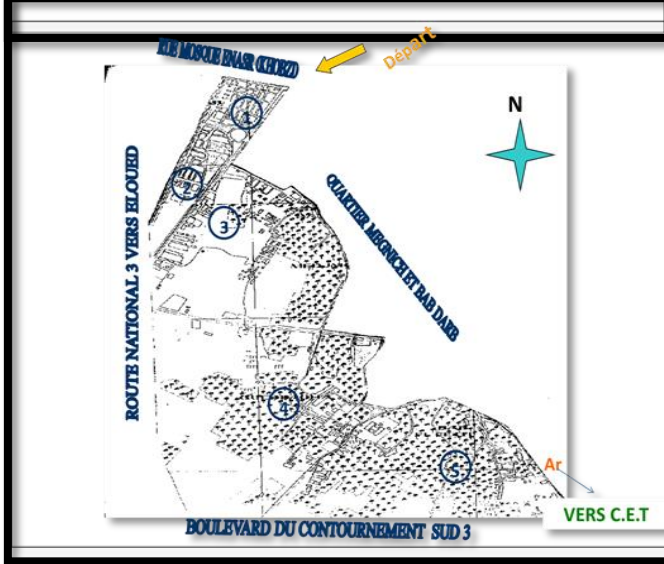 RUE MOSQUE ENASR (KHOBZI)
Départ
N
1
2
3
ROUTE NATIONAL 3 VERS ELOUED
QUARTIER MEGNICH ET BAB DARB
4
5
Ar
VERS C.E.T
BOULEVARD DU CONTOURNEMENT SUD 3